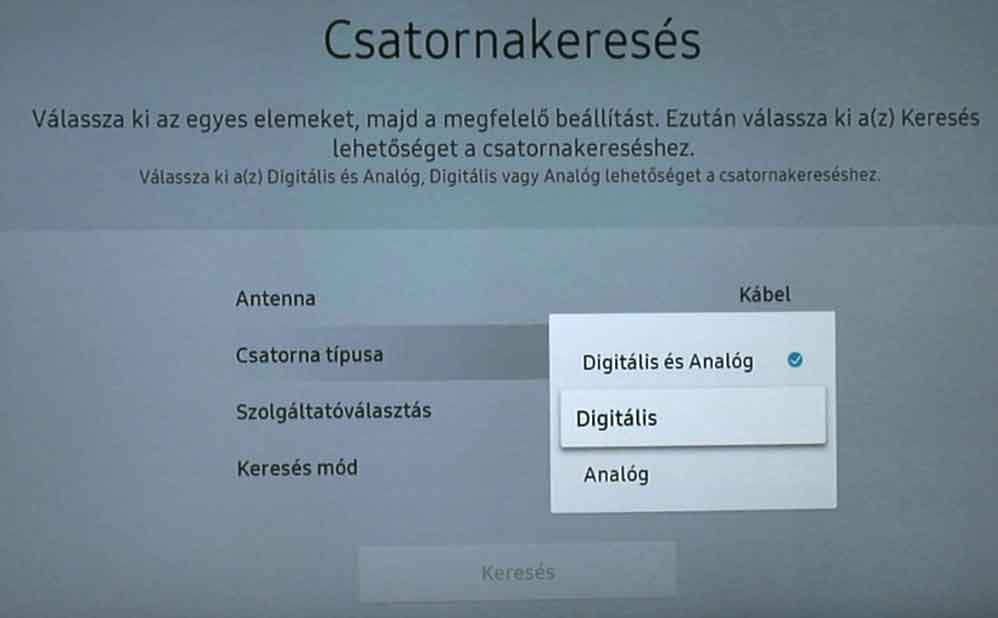 Csatornakeresés
Válassza ki az egyes elemeket, majd a megfelelő beállítást. Ezután válassza ki a(z) Keresés
lehetőséget a csatornakereséshez.
Válassza ki a(z) Digitális és Analóg, Digitális vagy Analóg lehetőséget a csatornakereséshez.
Antenna
Kábel
Csatorna típusa
Digitális és Analóg
Digitális
Szolgáltatóválasztás
Keresés mód
Analóg
Keresés